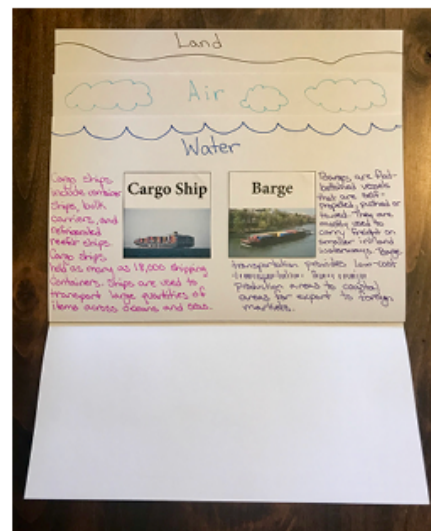 Land
Air
Water
Cargo Ship
Cargo ships
include container
ships, bulk
carriers, and
refrigerated
reefer ships.
Cargo ships
hold as many as 18,000 shipping
containers. Ships are used to
transport large quantities of
items across oceans and seas.
Barge
Barges are flat-
bottomed vessels
that are self-
propelled, pushed or
towed. They are
mostly used to
carry freight on
smaller inland
waterways. Barge
transportation provides low-cost
production areas to coastal
areas for export to foreign
markets.